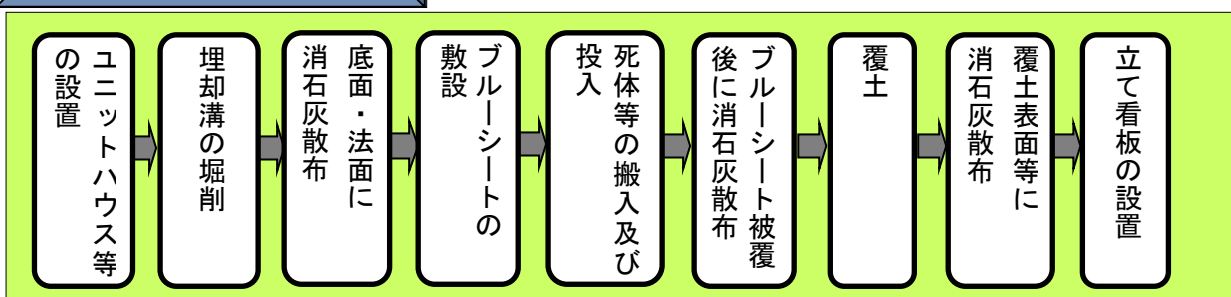 ユニットハウス等
の設置
埋却溝の堀削
底面・法面に
消石灰散布
ブルーシートの
敷設
死体等の搬入及び
投入
ブルーシート被覆
後に消石灰散布
覆土
覆土表面等に
消石灰散布
立て看板の設置